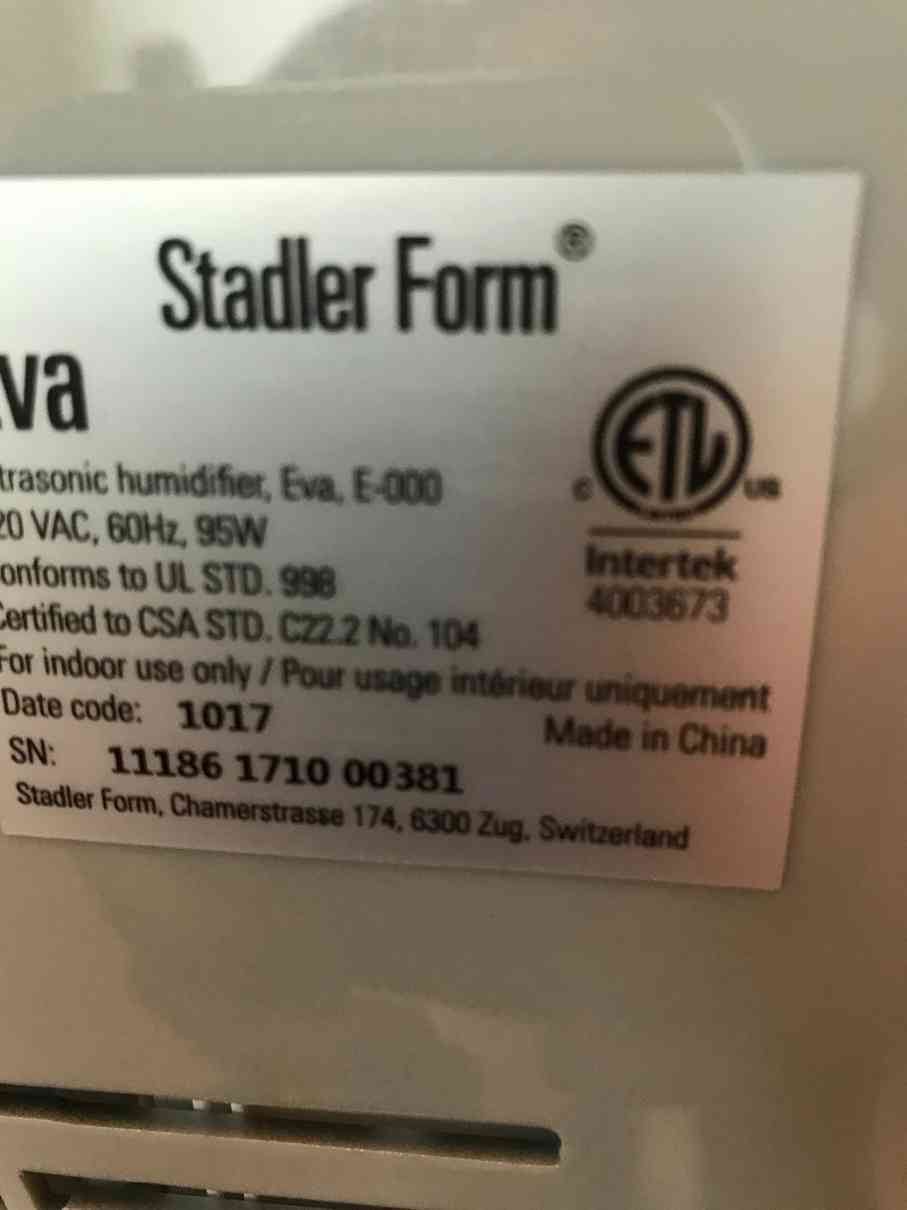 Stadler Form®
va
trasonic humidifier, Eva, E-000
20 VAC, 60Hz, 95W
onforms to UL STD. 998
Certified to CSA STD. C22.2 No. 104
For indoor use only / Pour usage intérieur uniquement
Date code: 1017
Made in China
SN: 11186 1710 00381
Stadler Form, Chamerstrasse 174, 6300 Zug, Switzerland
C ETL US
Intertek
4003673